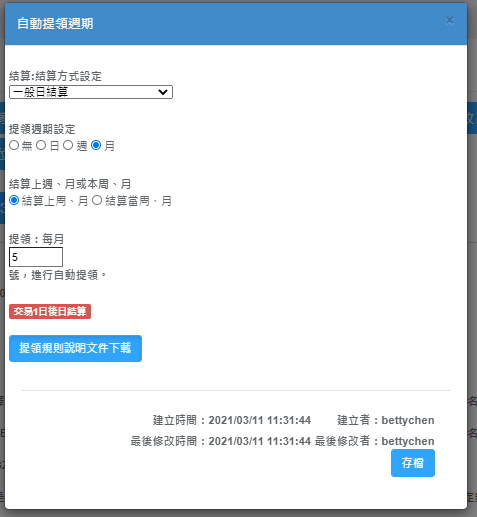 自動提領週期
×
結算:結算方式設定
一般日結算
提領週期設定
無 日 週 月
結算上週、月或本周、月
結算上周、月 結算當周、月
提領：每月
5
號，進行自動提領。
交易1日後日結算
提領規則說明文件下載
建立時間：2021/03/11 11:31:44 建立者：bettychen
最後修改時間：2021/03/11 11:31:44 最後修改者：bettychen
存檔